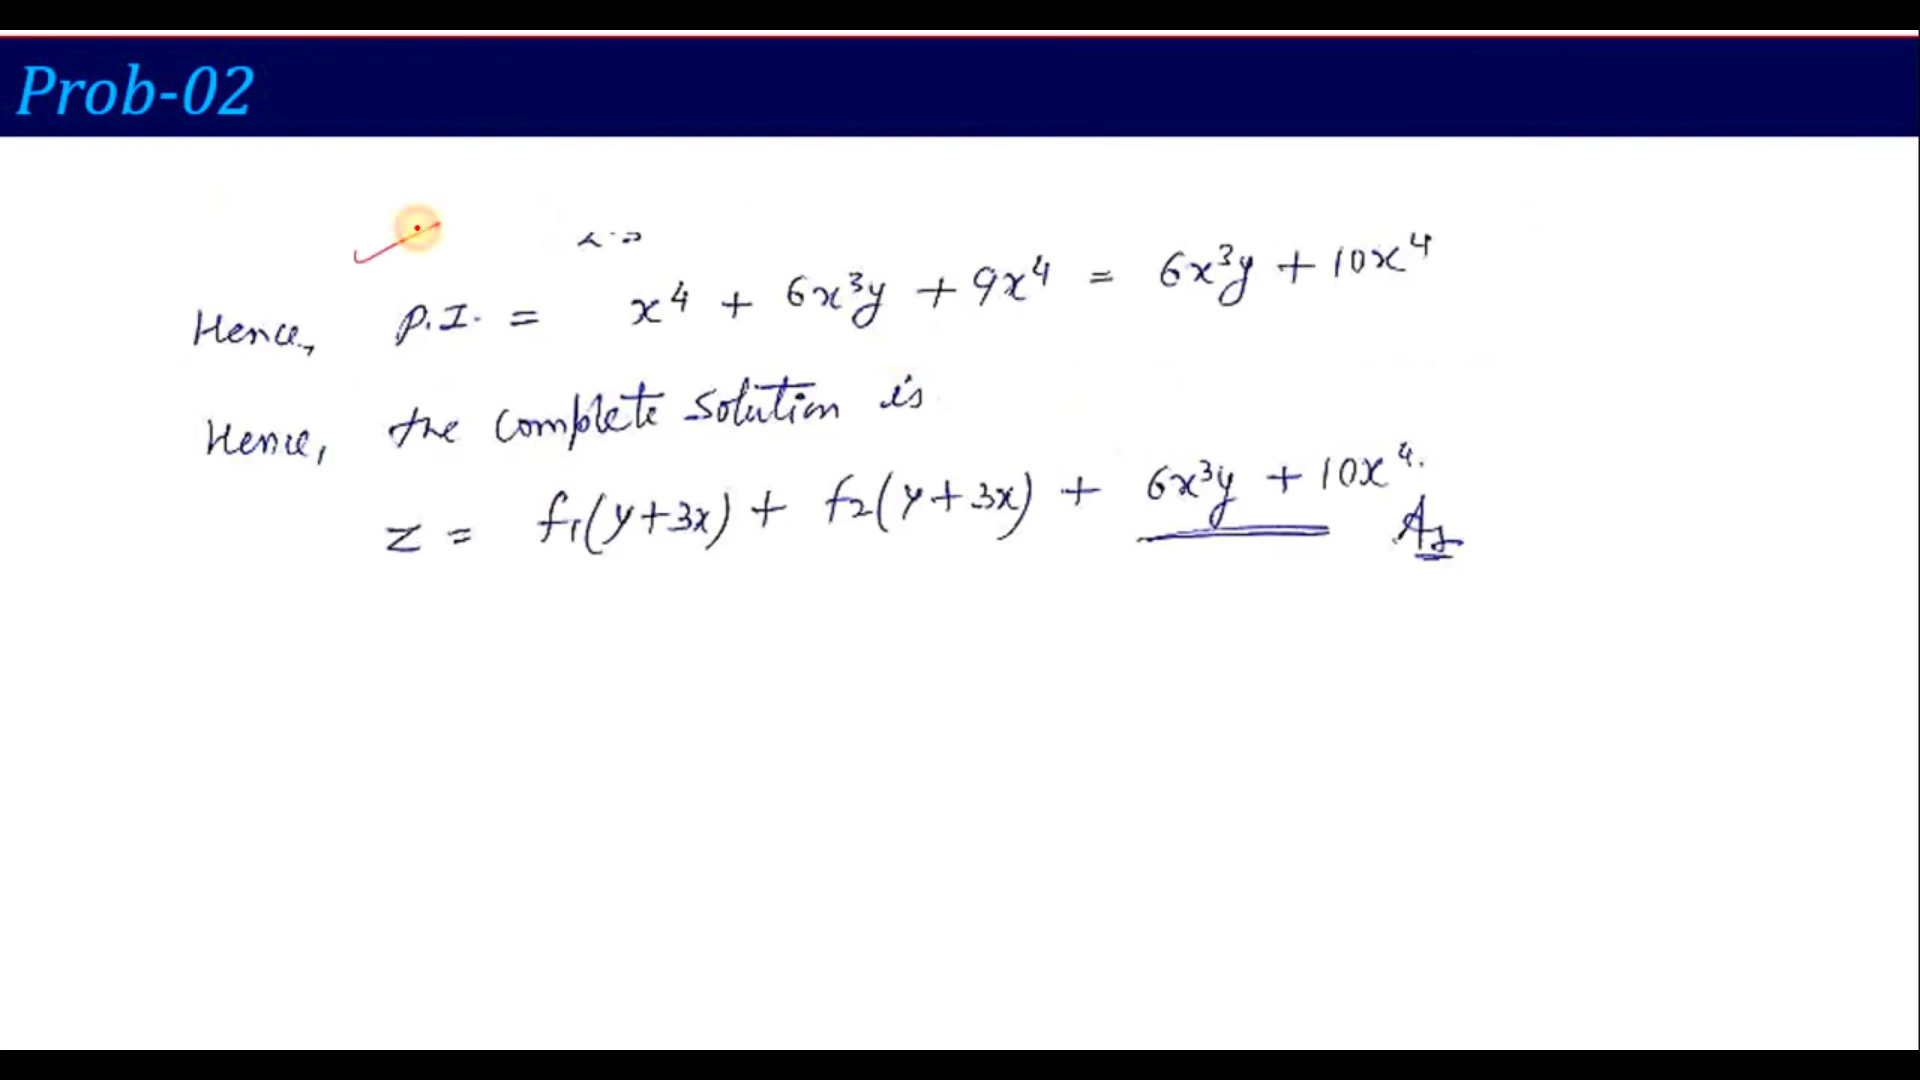 Prob-02
Hence, P.I. = x⁴ + 6x³y + 9x⁴ = 6x³y + 10x⁴
Hence, the complete solution is
z = f₁(y+3x) + f₂(y+3x) + 6x³y + 10x⁴.